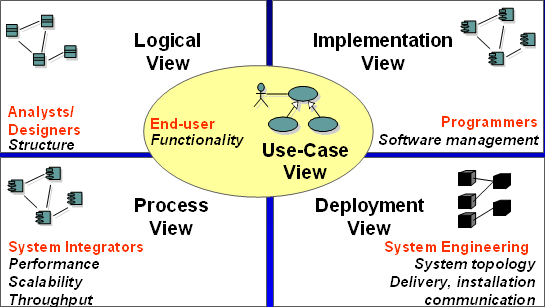 Logical
View
Analysts/
Designers
Structure
Implementation
View
Programmers
Software management
End-user
Functionality
Use-Case
View
Process
View
System Integrators
Performance
Scalability
Throughput
Deployment
View
System Engineering
System topology
Delivery, installation
communication